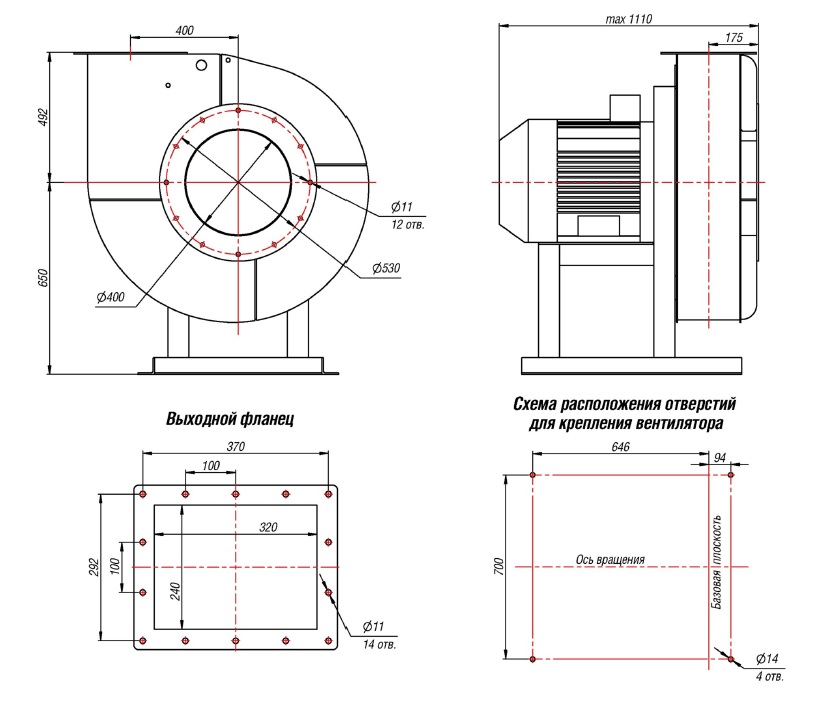 400
492
650
Ø11
12 отв.
Ø530
Ø400
max 1110
175
Выходной фланец
370
100
320
292
100
240
Ø11
14 отв.
Схема расположения отверстий
для крепления вентилятора
646
94
700
Ось вращения
Базовая плоскость
Ø14
4 отв.